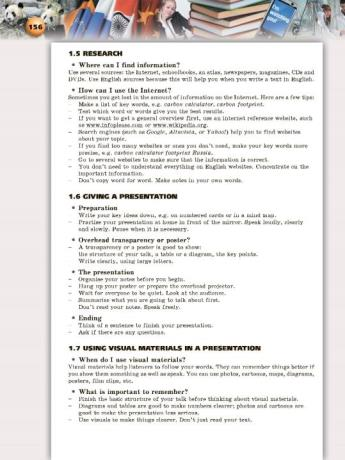 156
1.5 RESEARCH
• Where can I find information?
Use several sources: the Internet, schoolbooks, an atlas, newspapers, magazines, CDs and
DVDs. Use English sources because this will help you when you write a text in English.
• How can I use the Internet?
Sometimes you get lost in the amount of information on the Internet. Here are a few tips:
– Make a list of key words, e.g. carbon calculator, carbon footprint.
– Test which word or words give you the best results.
– If you want to get a general overview first, use an internet reference website, such
as www.infoplease.com or www.wikipedia.org.
– Search engines (such as Google, Altavista, or Yahoo!) help you to find websites
about your topic.
– If you find too many websites or ones you don't need, make your key words more
precise, e.g. carbon calculator footprint Russia.
– Go to several websites to make sure that the information is correct.
– You don't need to understand everything on English websites. Concentrate on the
important information.
– Don't copy word for word. Make notes in your own words.
1.6 GIVING A PRESENTATION
• Preparation
Write your key ideas down, e.g. on numbered cards or in a mind map.
– Practise your presentation at home in front of the mirror. Speak loudly, clearly
and slowly. Pause when it is necessary.
• Overhead transparency or poster?
– A transparency or a poster is good to show:
the structure of your talk, a table or a diagram, the key points.
Write clearly, using large letters.
• The presentation
– Organise your notes before you begin.
– Hang up your poster or prepare the overhead projector.
– Wait for everyone to be quiet. Look at the audience.
– Summarise what you are going to talk about first.
Don't read your notes. Speak freely.
• Ending
– Think of a sentence to finish your presentation.
– Ask if there are any questions.
1.7 USING VISUAL MATERIALS IN A PRESENTATION
• When do I use visual materials?
Visual materials help listeners to follow your words. They can remember things better if
you show them something as well as speak. You can use photos, cartoons, maps, diagrams,
posters, film clips, etc.
• What is important to remember?
– Finish the basic structure of your talk before thinking about visual materials.
– Diagrams and tables are good to make numbers clearer; photos and cartoons are
good to make the presentation less serious.
– Use visuals to make things clearer. Don't just read your text.